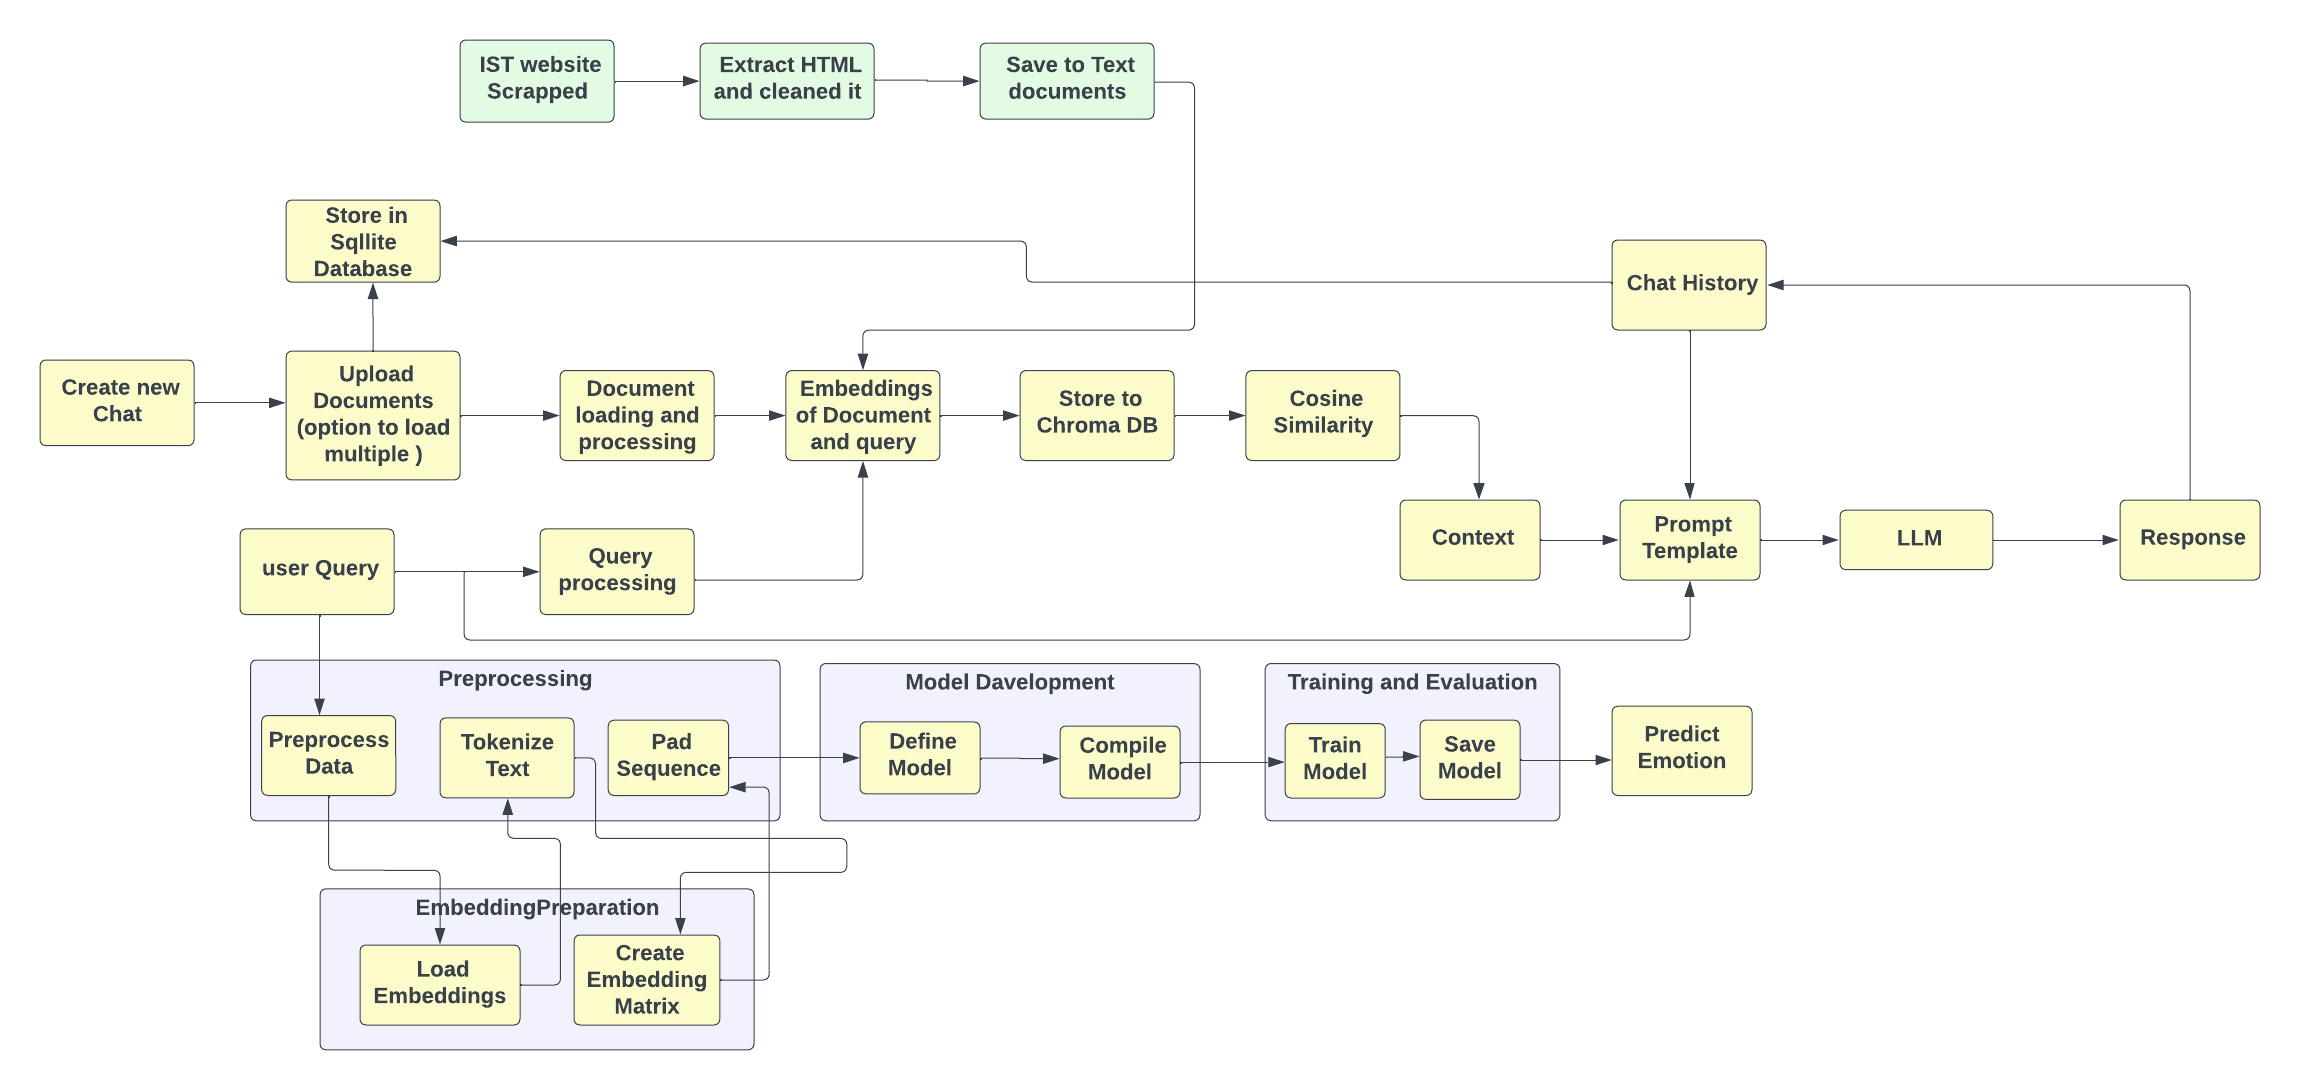 IST website
Scrapped
Extract HTML
and cleaned it
Save to Text
documents
Store in
Sqllite
Database
Chat History
Create new
Chat
Upload
Documents
(option to load
multiple )
Document
loading and
processing
Embeddings
of Document
and query
Store to
Chroma DB
Cosine
Similarity
user Query
Query
processing
Context
Prompt
Template
LLM
Response
Preprocessing
Preprocess
Data
Tokenize
Text
Pad
Sequence
Model Davelopment
Define
Model
Compile
Model
Training and Evaluation
Train
Model
Save
Model
Predict
Emotion
EmbeddingPreparation
Load
Embeddings
Create
Embedding
Matrix